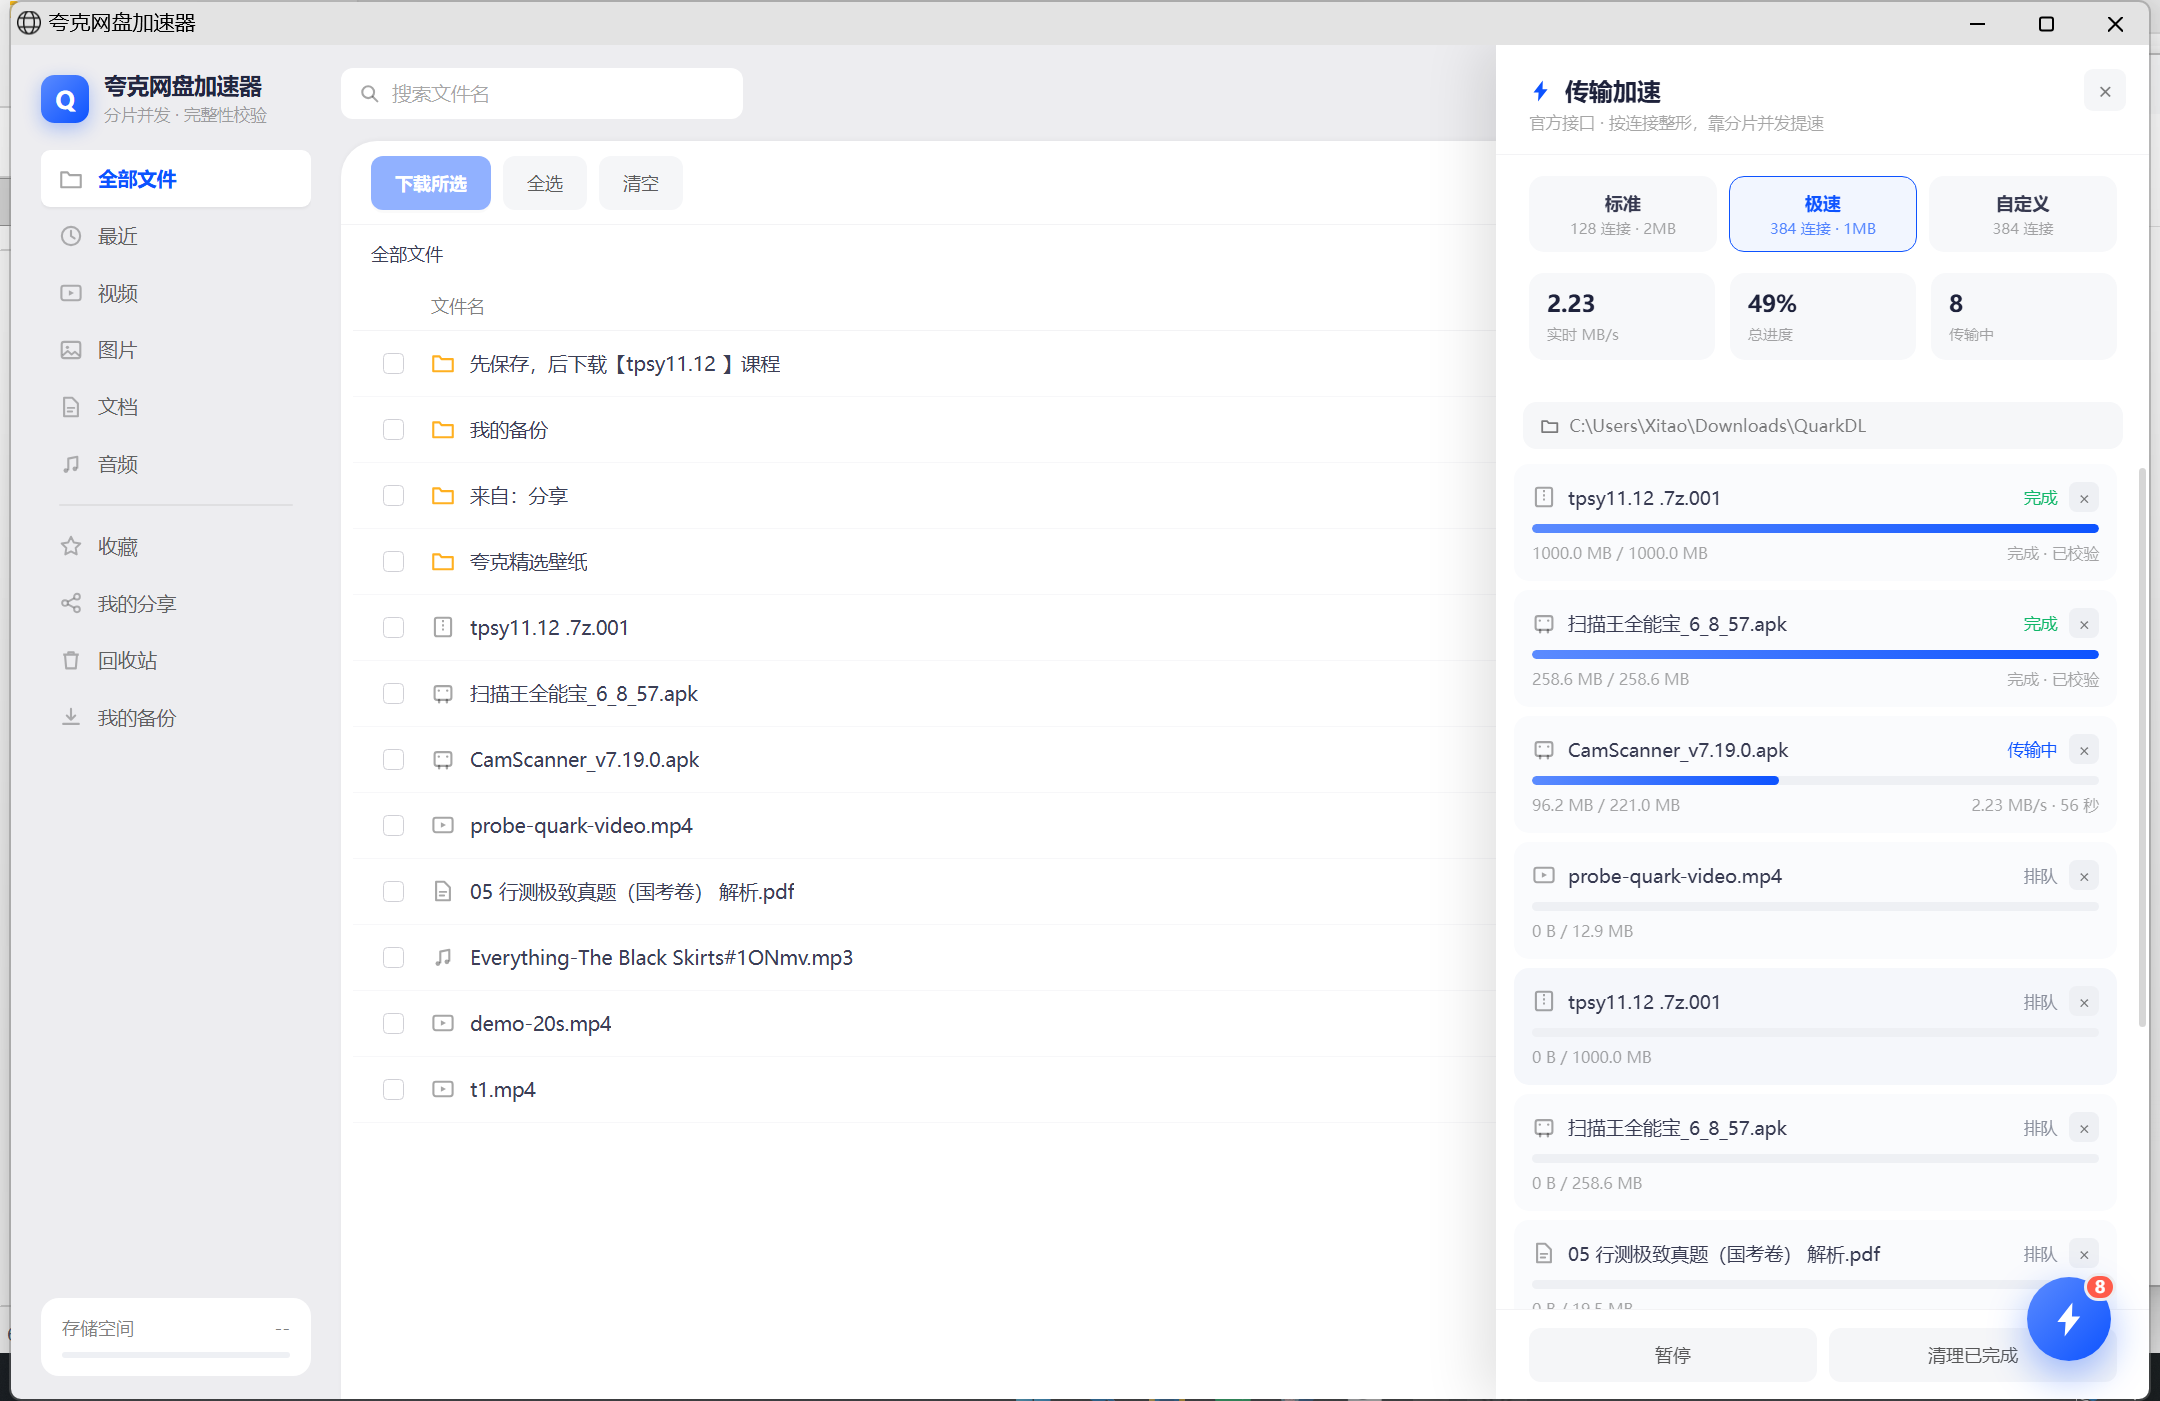 夸克网盘加速器
夸克网盘加速器
分片并发 · 完整性校验
全部文件
最近
视频
图片
文档
音频
收藏
我的分享
回收站
我的备份
存储空间
--
搜索文件名
下载所选
全选
清空
全部文件
文件名
先保存，后下载【tpsy11.12 】课程
我的备份
来自：分享
夸克精选壁纸
tpsy11.12 .7z.001
扫描王全能宝_6_8_57.apk
CamScanner_v7.19.0.apk
probe-quark-video.mp4
05 行测极致真题（国考卷） 解析.pdf
Everything-The Black Skirts#1ONmv.mp3
demo-20s.mp4
t1.mp4
传输加速
官方接口 · 按连接整形，靠分片并发提速
标准
128 连接 · 2MB
极速
384 连接 · 1MB
自定义
384 连接
2.23
实时 MB/s
49%
总进度
8
传输中
C:\Users\Xitao\Downloads\QuarkDL
tpsy11.12 .7z.001
完成
1000.0 MB / 1000.0 MB
完成 · 已校验
扫描王全能宝_6_8_57.apk
完成
258.6 MB / 258.6 MB
完成 · 已校验
CamScanner_v7.19.0.apk
传输中
96.2 MB / 221.0 MB
2.23 MB/s · 56 秒
probe-quark-video.mp4
排队
0 B / 12.9 MB
tpsy11.12 .7z.001
排队
0 B / 1000.0 MB
扫描王全能宝_6_8_57.apk
排队
0 B / 258.6 MB
05 行测极致真题（国考卷） 解析.pdf
排队
0 B / 19.5 MB
8
暂停
清理已完成